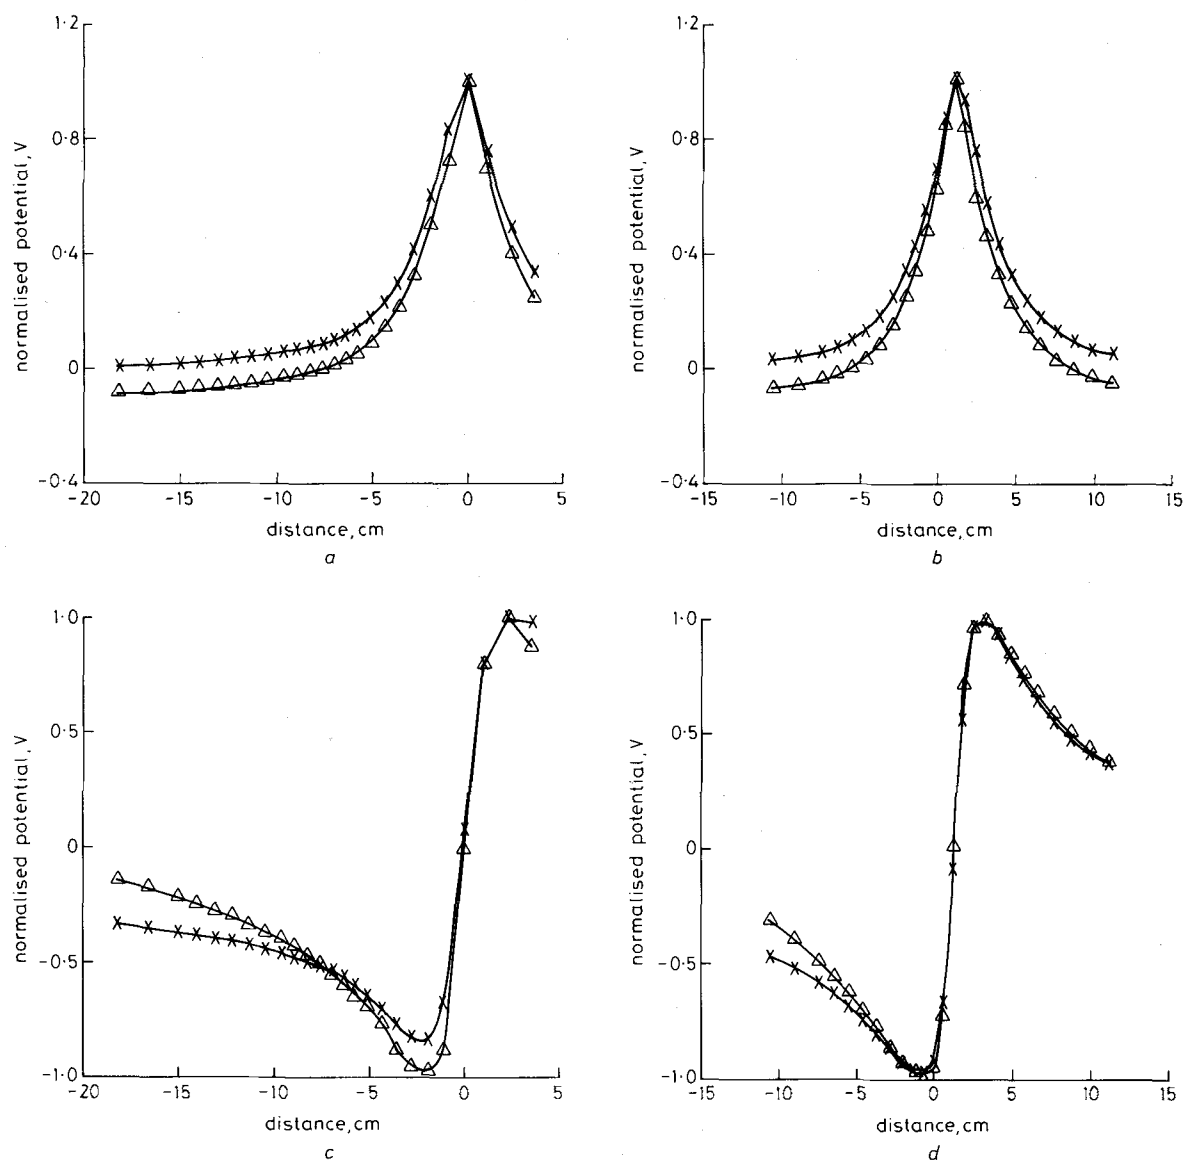 1·2
0·8
0·4
0
-0·4
-20 -15 -10 -5 0 5
normalised potential, V
distance, cm
a
1·2
0·8
0·4
0
-0·4
-15 -10 -5 0 5 10 15
normalised potential, V
distance, cm
b
1·0
0·5
0
-0·5
-1·0
-20 -15 -10 -5 0 5
normalised potential, V
distance, cm
c
1·0
0·5
0
-0·5
-1·0
-15 -10 -5 0 5 10 15
normalised potential, V
distance, cm
d